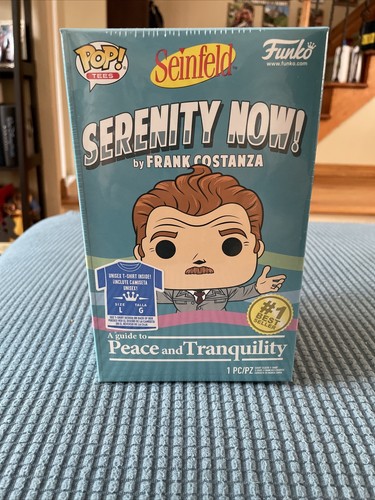 POP!
TEES
Seinfeld
Funko
www.funko.com
SERENITY NOW!
by FRANK COSTANZA
UNISEX T-SHIRT INSIDE!
¡INCLUYE CAMISETA
UNISEX!
SIZE TALLA
L G
#1
BEST
SELLER
A guide to
Peace and Tranquility
1 PC/PZ